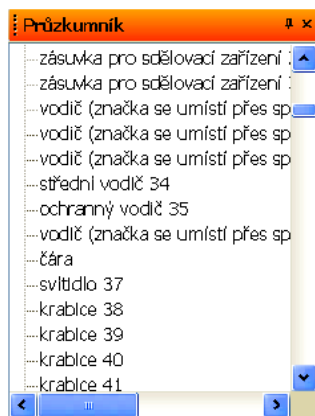 Průzkumník
zásuvka pro sdělovací zařízení
zásuvka pro sdělovací zařízení
vodič (značka se umístí přes sp
vodič (značka se umístí přes sp
vodič (značka se umístí přes sp
střední vodič 34
ochranný vodič 35
vodič (značka se umístí přes sp
čára
svítidlo 37
krabice 38
krabice 39
krabice 40
krabice 41